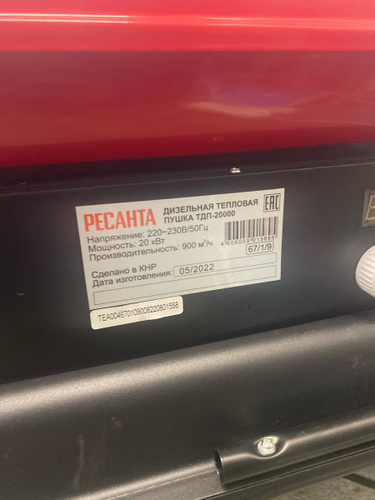 РЕСАНТА
ДИЗЕЛЬНАЯ ТЕПЛОВАЯ
ПУШКА ТДП-20000
EAC
Напряжение: 220~230В/50Гц
Мощность: 20 кВт
Производительность: 900 м³/ч
67/1/9
Сделано в КНР
Дата изготовления: 05/2022